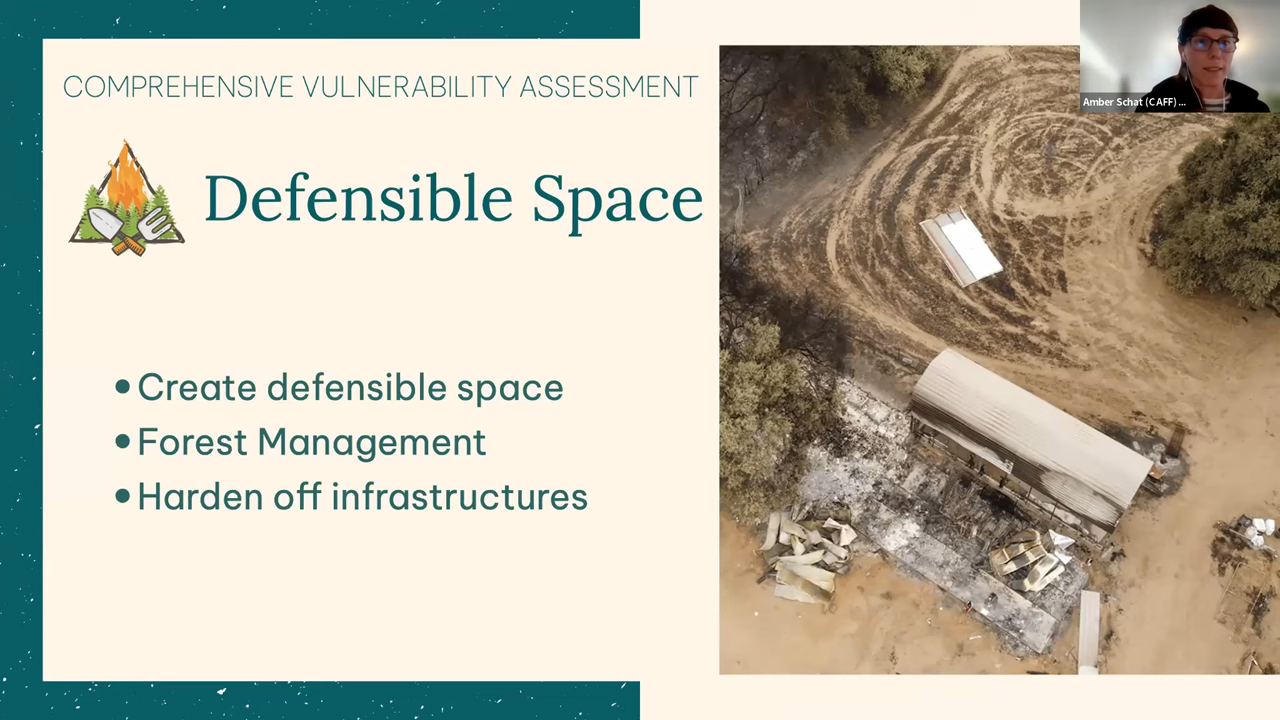 COMPREHENSIVE VULNERABILITY ASSESSMENT
Defensible Space
• Create defensible space
• Forest Management
• Harden off infrastructures
Amber Schat (CAFF) ...